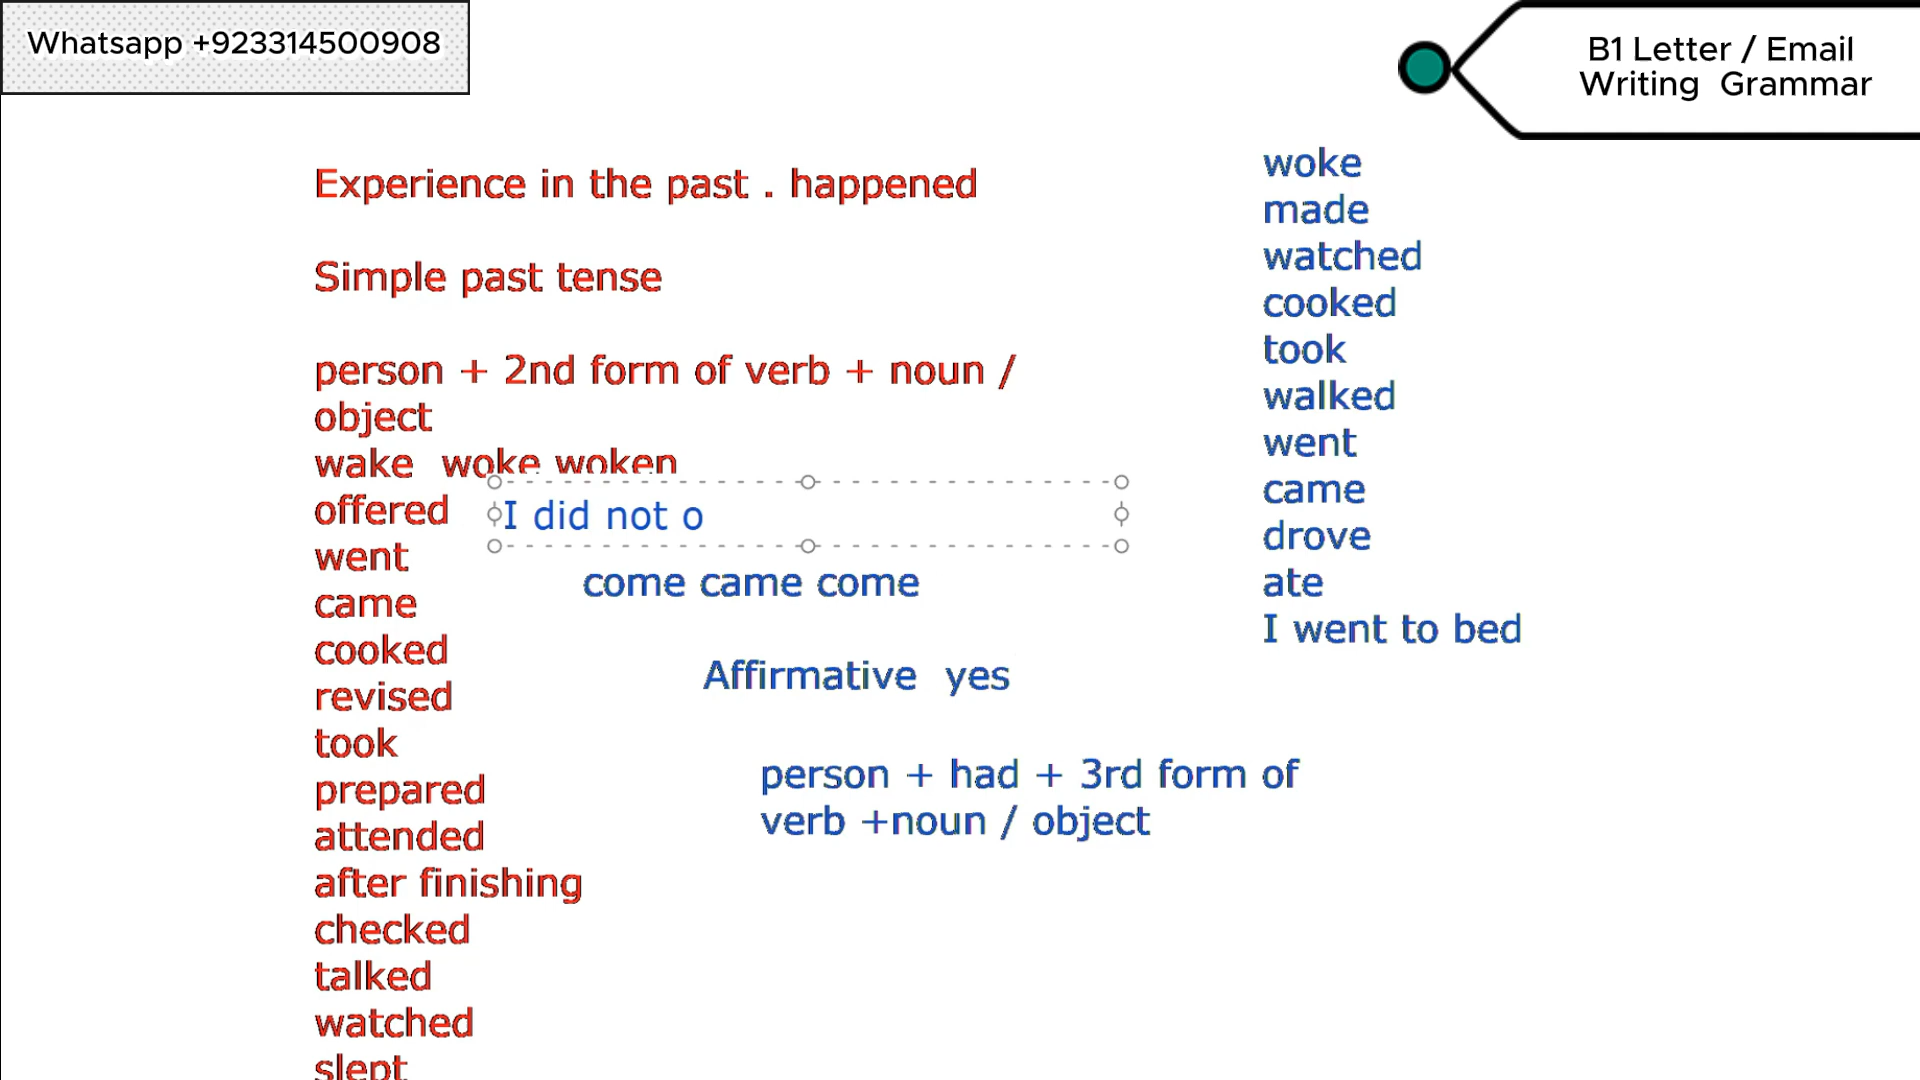 Whatsapp +923314500908
B1 Letter / Email
Writing Grammar
Experience in the past . happened
Simple past tense
person + 2nd form of verb + noun /
object
wake woke woken
offered
I did not o
went
come came come
came
cooked
revised
Affirmative yes
took
prepared
person + had + 3rd form of
verb +noun / object
attended
after finishing
checked
talked
watched
slept
woke
made
watched
cooked
took
walked
went
came
drove
ate
I went to bed